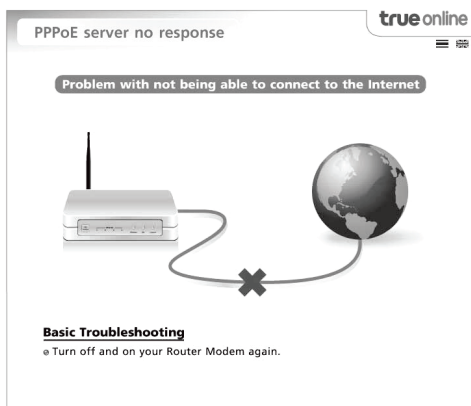 PPPoE server no response
true online
Problem with not being able to connect to the Internet
Basic Troubleshooting
Turn off and on your Router Modem again.